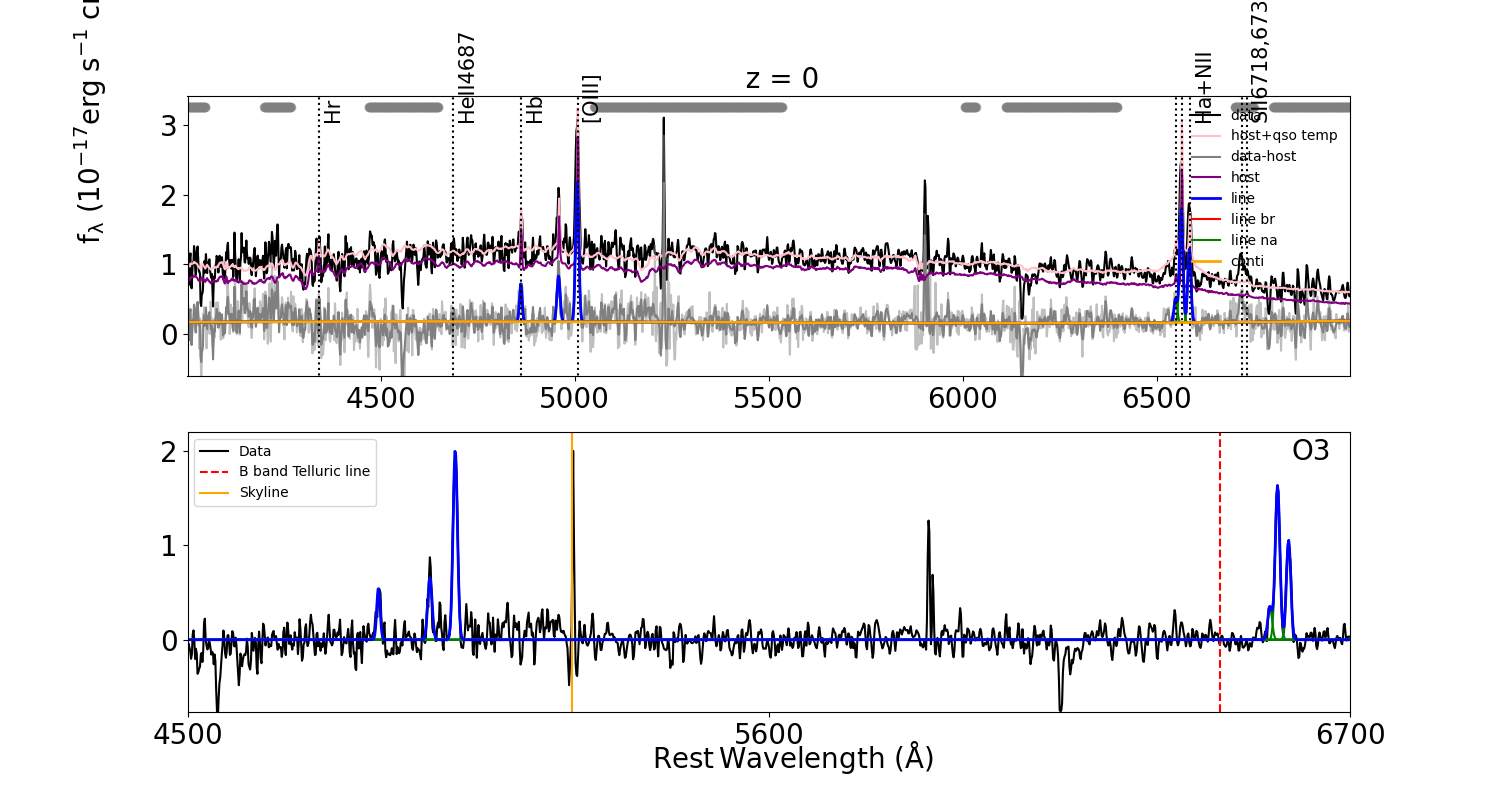 z = 0
fλ (10−17erg s−1 c
Hr
HeII4687
Hb
[OIII]
Ha+NII
SII6718,673
data
host+qso temp
data-host
host
line
line br
line na
conti
3
2
1
0
4500 5000 5500 6000 6500
O3
Data
B band Telluric line
Skyline
2
1
0
4500 5600 6700
Rest Wavelength (Å)